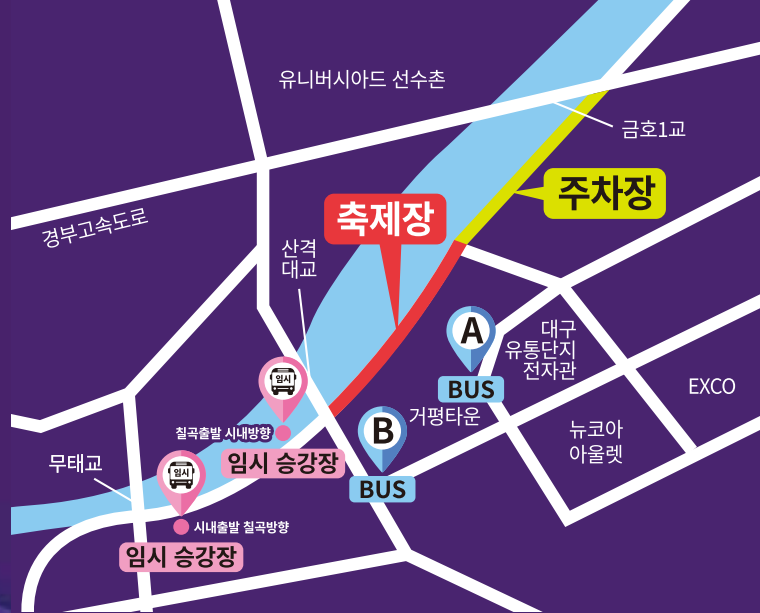 유니버시아드 선수촌
금호1교
주차장
축제장
경부고속도로
산격
대교
A
BUS
대구
유통단지
전자관
EXCO
임시
거평타운
뉴코아
아울렛
칠곡출발 시내방향
임시 승강장
B
BUS
무태교
임시
시내출발 칠곡방향
임시 승강장